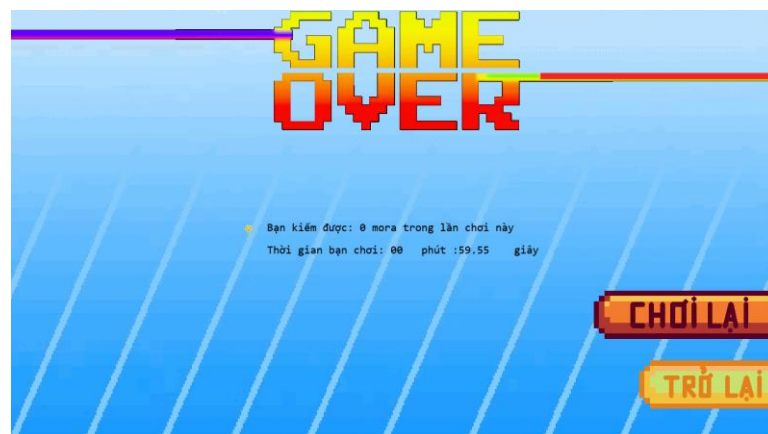 GAME
OVER
Bạn kiếm được: 0 mora trong lần chơi này
Thời gian bạn chơi: 00 phút :59.55 giây
CHƠI LẠI
TRỞ LẠI